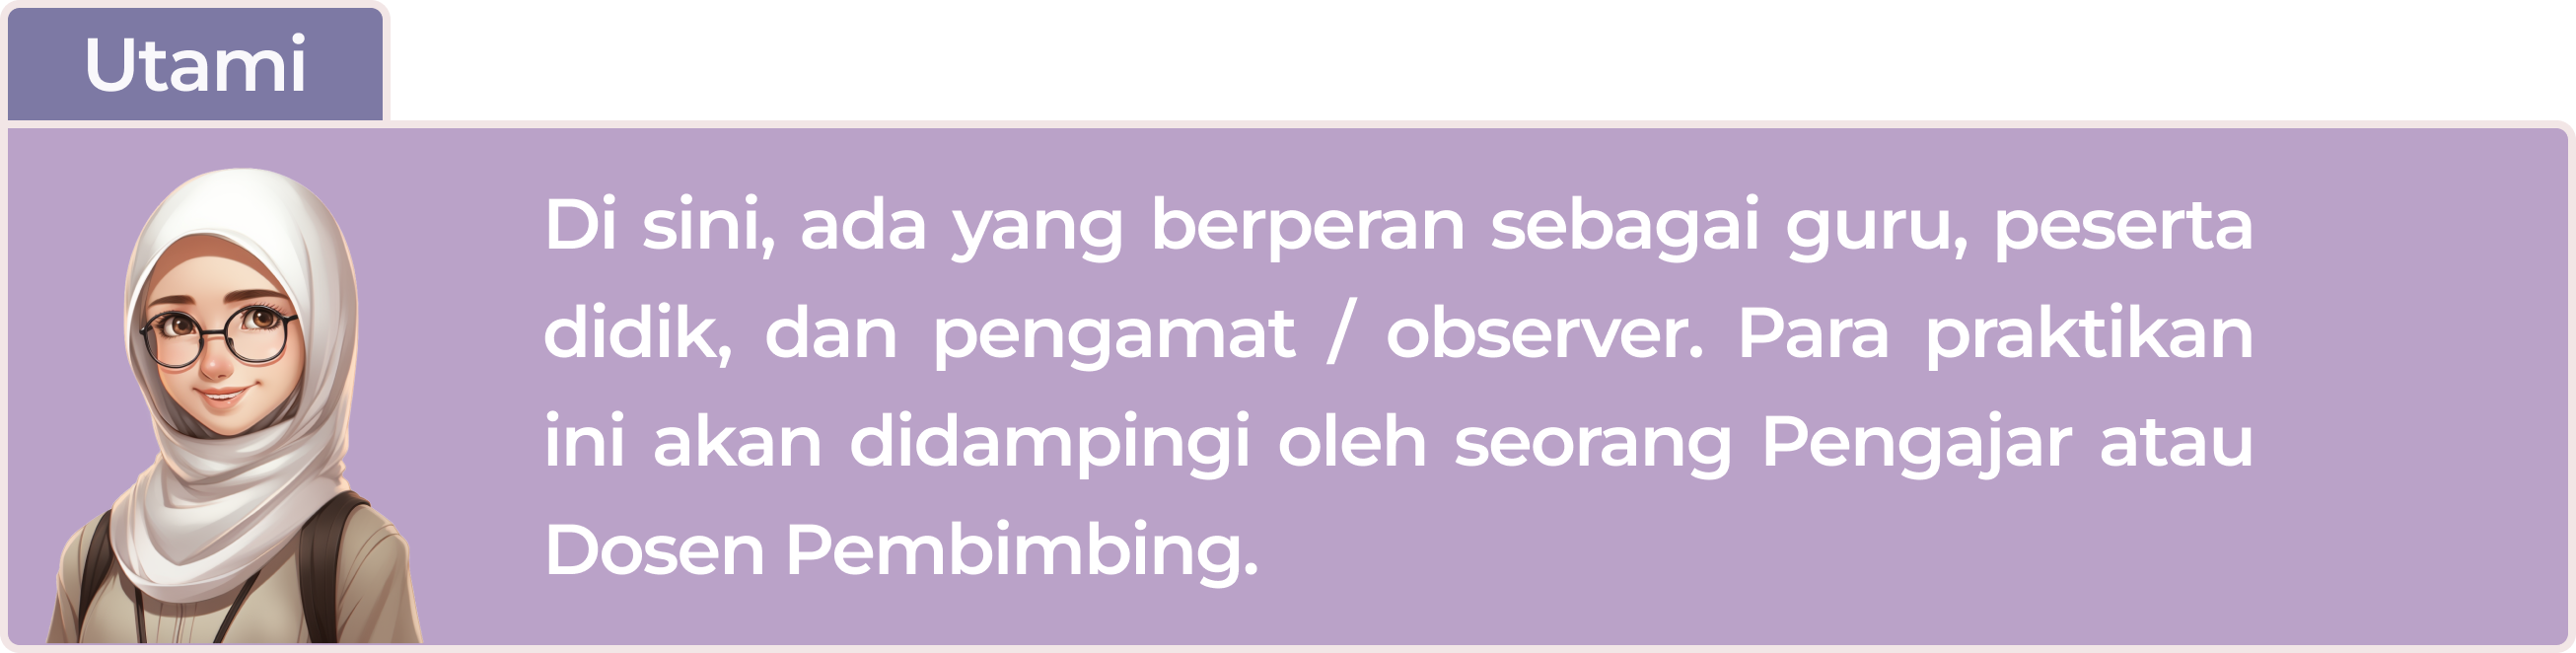 Utami
Di sini, ada yang berperan sebagai guru, peserta
didik, dan pengamat / observer. Para praktikan
ini akan didampingi oleh seorang Pengajar atau
Dosen Pembimbing.